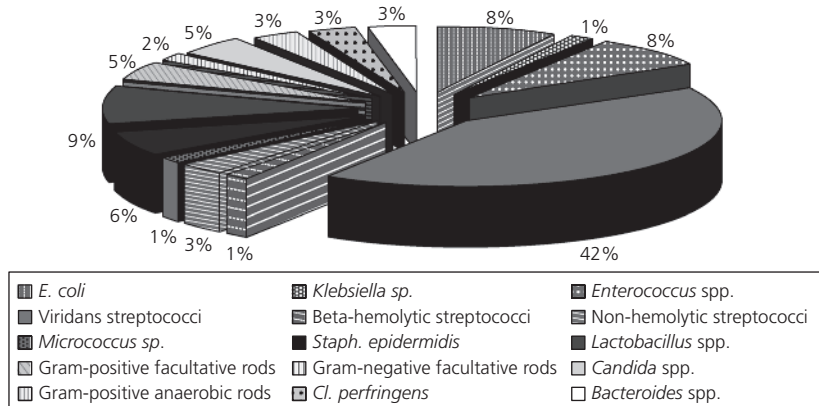 3% 3% 3% 8% 1% 8%
5%
2%
5%
9%
6%
1% 3% 1%
42%
E. coli Klebsiella sp. Enterococcus spp.
Viridans streptococci Beta-hemolytic streptococci Non-hemolytic streptococci
Micrococcus sp. Staph. epidermidis Lactobacillus spp.
Gram-positive facultative rods Gram-negative facultative rods Candida spp.
Gram-positive anaerobic rods Cl. perfringens Bacteroides spp.